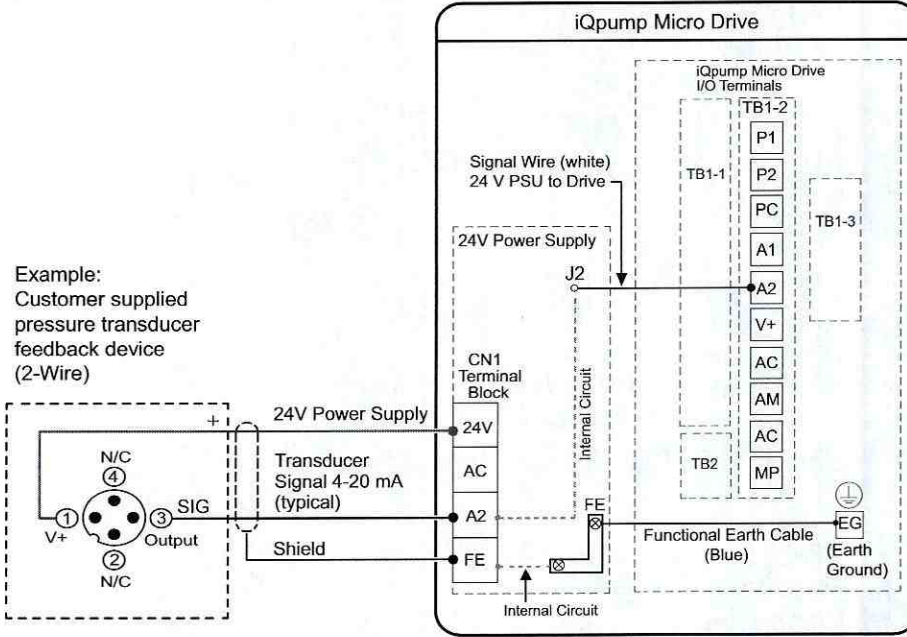 iQpump Micro Drive
iQpump Micro Drive
I/O Terminals
TB1-2
P1
P2
PC
A1
A2
V+
AC
AM
AC
MP
TB1-1
TB1-3
TB2
Signal Wire (white)
24 V PSU to Drive
24V Power Supply
J2
CN1
Terminal
Block
24V
AC
A2
FE
Internal Circuit
FE
Internal Circuit
Functional Earth Cable
(Blue)
EG
(Earth
Ground)
Example:
Customer supplied
pressure transducer
feedback device
(2-Wire)
+
24V Power Supply
N/C
4
Transducer
Signal 4-20 mA
(typical)
1
V+
3
SIG
Output
2
N/C
Shield